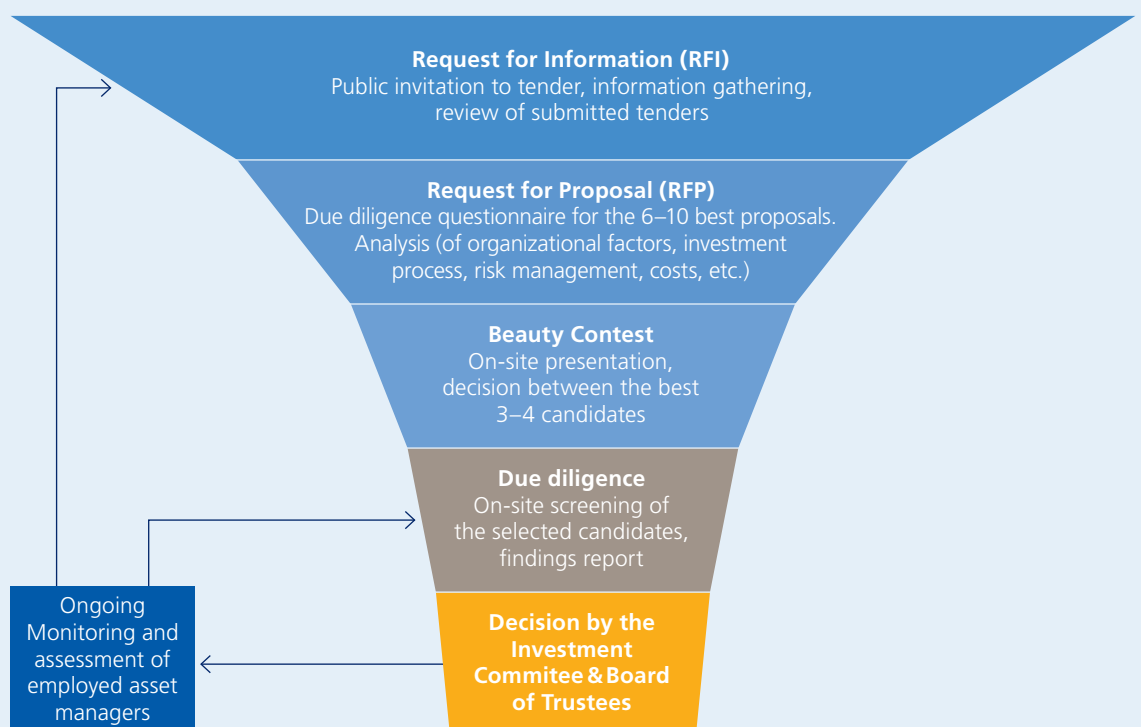 Request for Information (RFI)
Public invitation to tender, information gathering,
review of submitted tenders
Request for Proposal (RFP)
Due diligence questionnaire for the 6–10 best proposals.
Analysis (of organizational factors, investment
process, risk management, costs, etc.)
Beauty Contest
On-site presentation,
decision between the best
3–4 candidates
Due diligence
On-site screening of
the selected candidates,
findings report
Decision by the
Investment
Commitee & Board
of Trustees
Ongoing
Monitoring and
assessment of
employed asset
managers